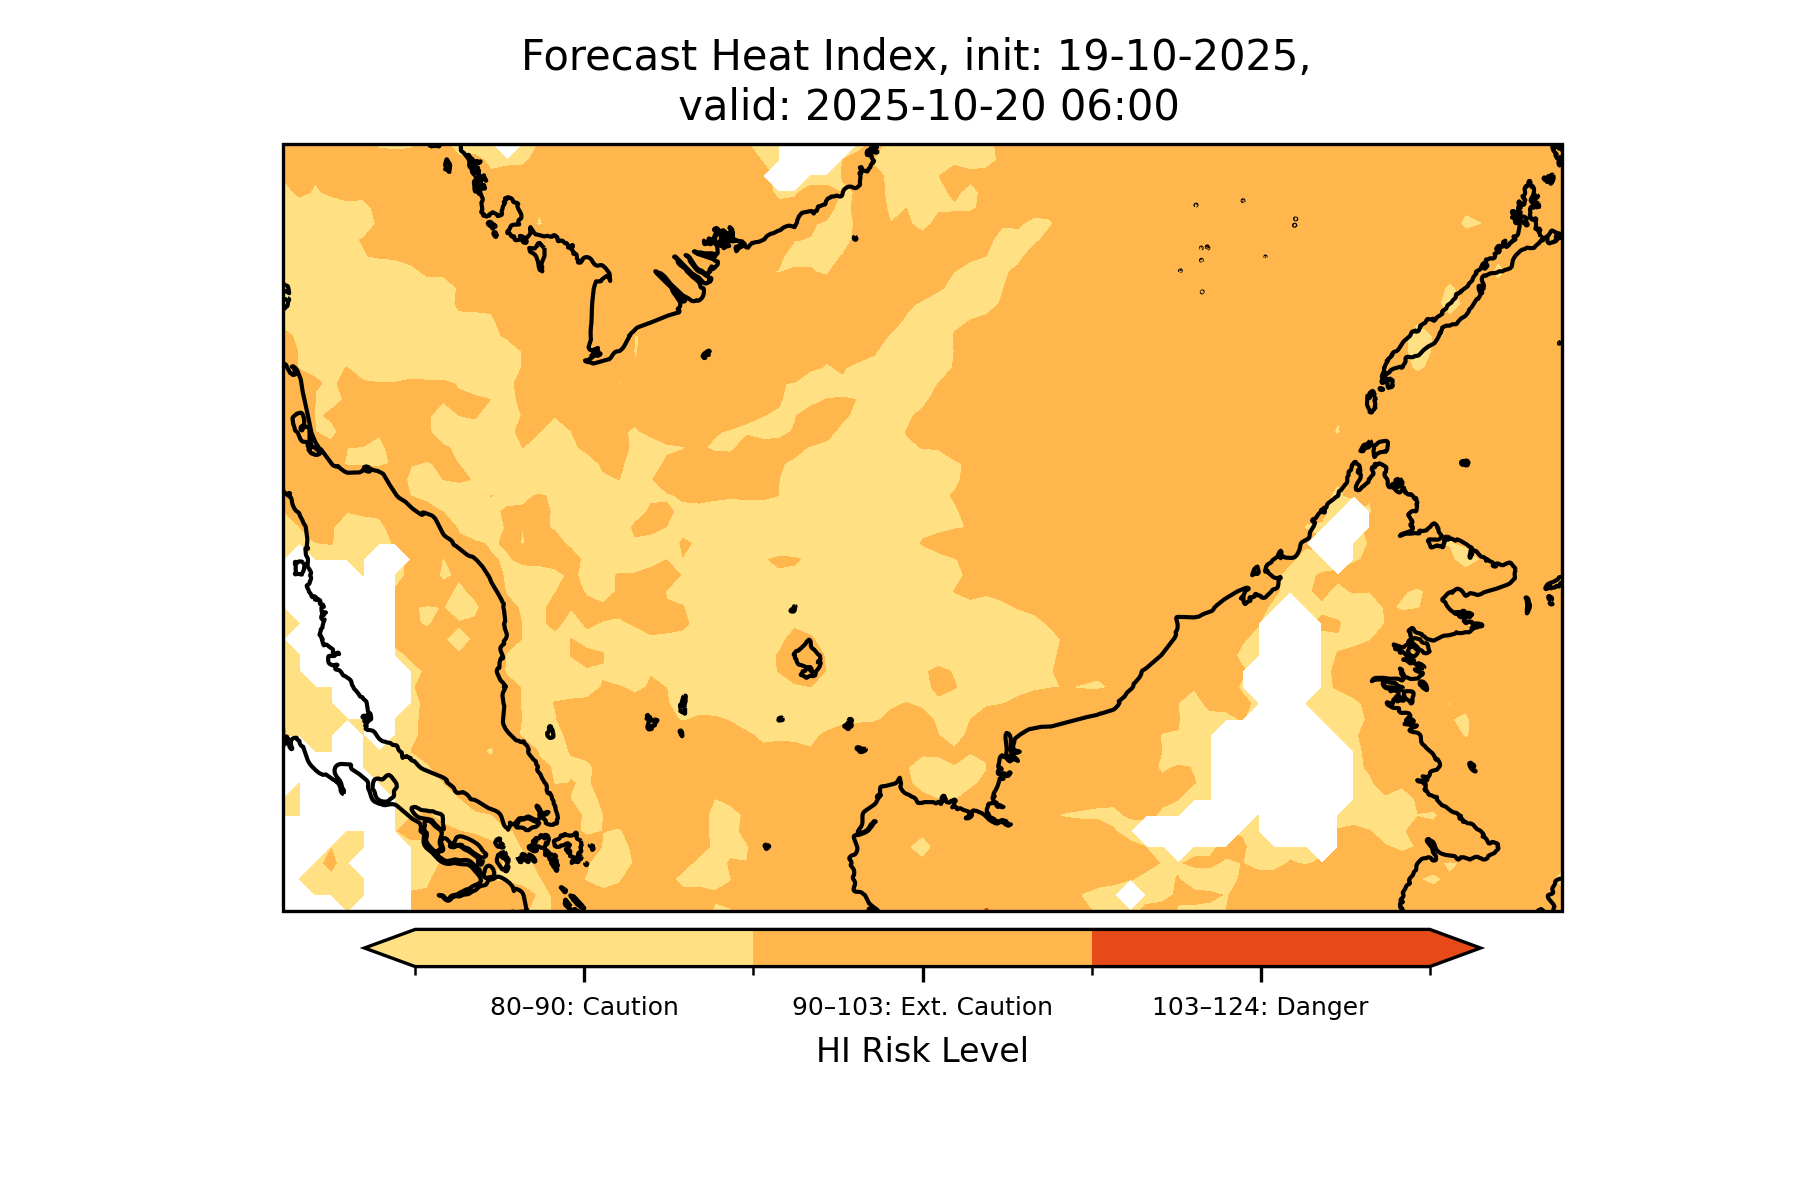 Forecast Heat Index, init: 19-10-2025,
valid: 2025-10-20 06:00
80–90: Caution
90–103: Ext. Caution
103–124: Danger
HI Risk Level